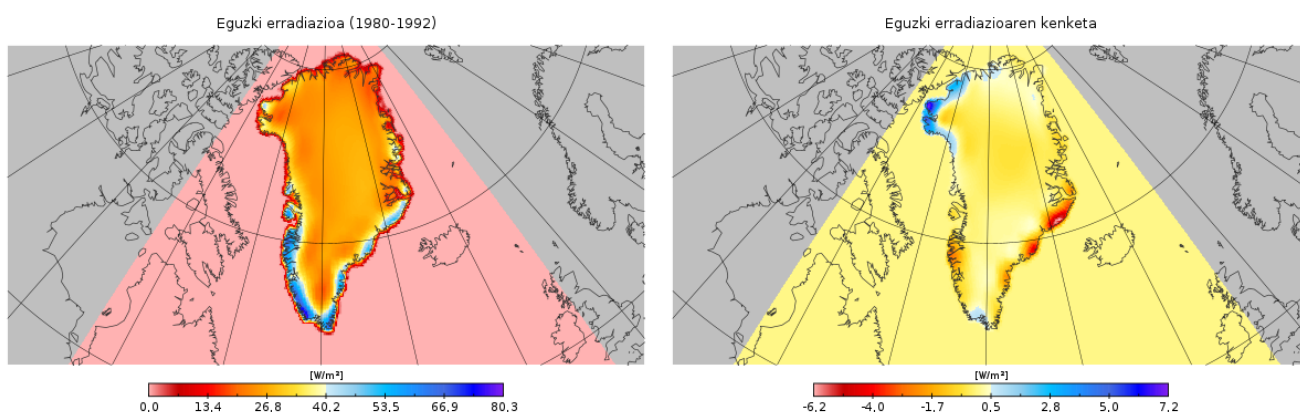 Eguzki erradiazioa (1980-1992)
Eguzki erradiazioaren kenketa
[W/m²]
0.0 13.4 26.8 40.2 53.5 66.9 80.3
[W/m²]
-6.2 -4.0 -1.7 0.5 2.8 5.0 7.2